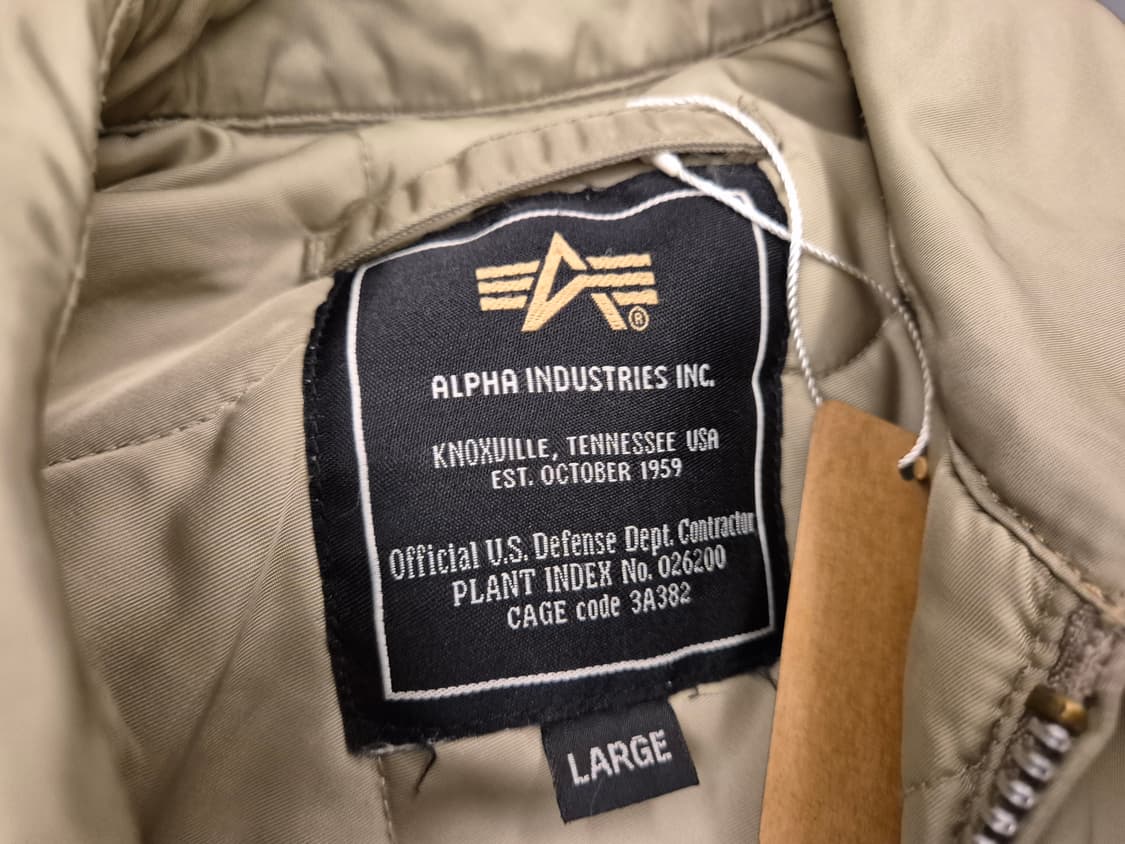 ®
ALPHA INDUSTRIES INC.
KNOXVILLE, TENNESSEE USA
EST. OCTOBER 1959
Official U.S. Defense Dept. Contractor
PLANT INDEX No. 026200
CAGE code 3A382
LARGE